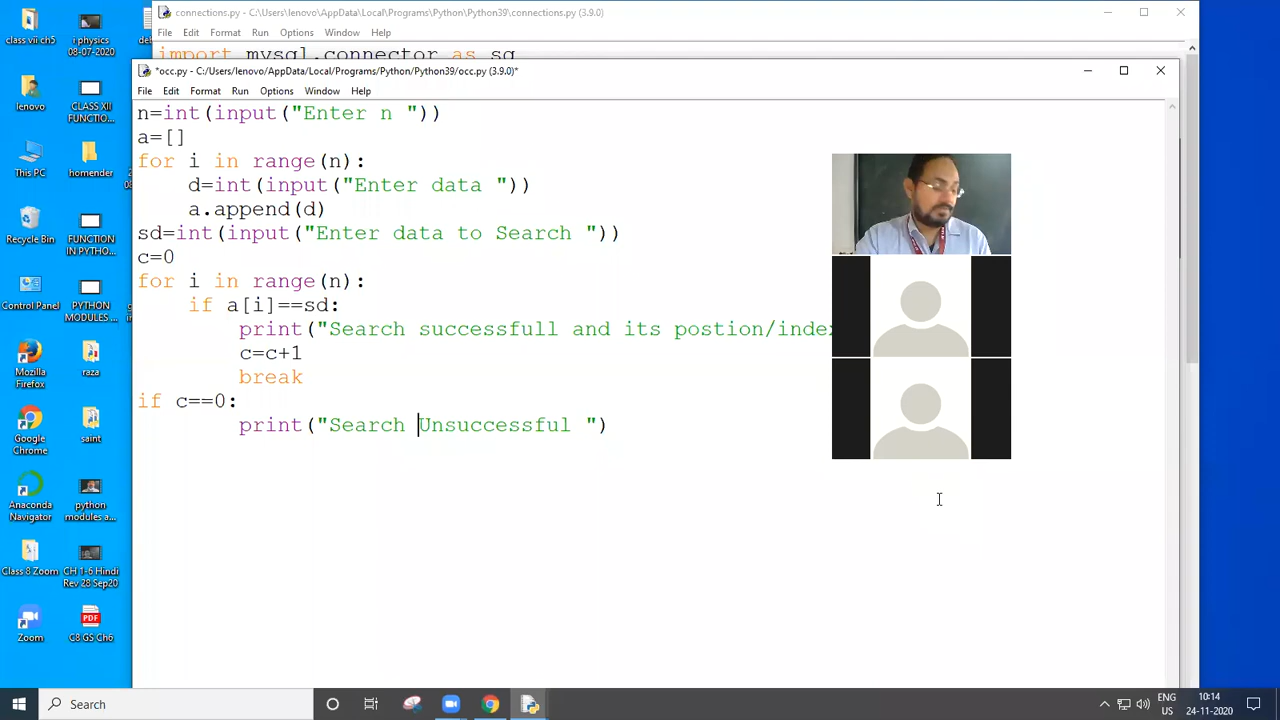 connections.py - C:\Users\lenovo\AppData\Local\Programs\Python\Python39\connections.py (3.9.0)
File Edit Format Run Options Window Help
import mysql.connector as sq
*occ.py - C:/Users/lenovo/AppData/Local/Programs/Python/Python39/occ.py (3.9.0)*
File Edit Format Run Options Window Help
n=int(input("Enter n "))
a=[]
for i in range(n):
d=int(input("Enter data "))
a.append(d)
sd=int(input("Enter data to Search "))
c=0
for i in range(n):
if a[i]==sd:
print("Search successfull and its postion/index
c=c+1
break
if c==0:
print("Search Unsuccessful ")
class vii ch5
i physics
08-07-2020
lenovo
CLASS XII
FUNCTIO...
This PC
homender
Recycle Bin
FUNCTION
IN PYTHO...
Control Panel
PYTHON
MODULES ...
Mozilla
Firefox
raza
Google
Chrome
saint
Anaconda
Navigator
python
modules a...
Class 8 Zoom
CH 1-6 Hindi
Rev 28 Sep20
Zoom
PDF
C8 GS Ch6
Search
ENG
US
10:14
24-11-2020